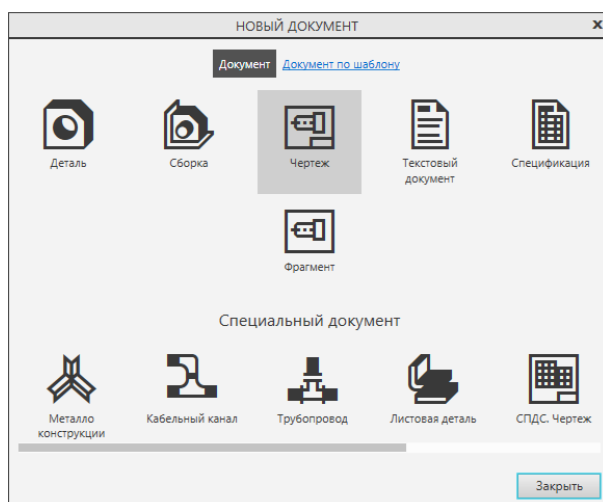 НОВЫЙ ДОКУМЕНТ x
Документ Документ по шаблону
Деталь Сборка Чертеж Текстовый Спецификация
документ
Фрагмент
Специальный документ
Металло Кабельный канал Трубопровод Листовая деталь СПДС. Чертеж
конструкции
Закрыть